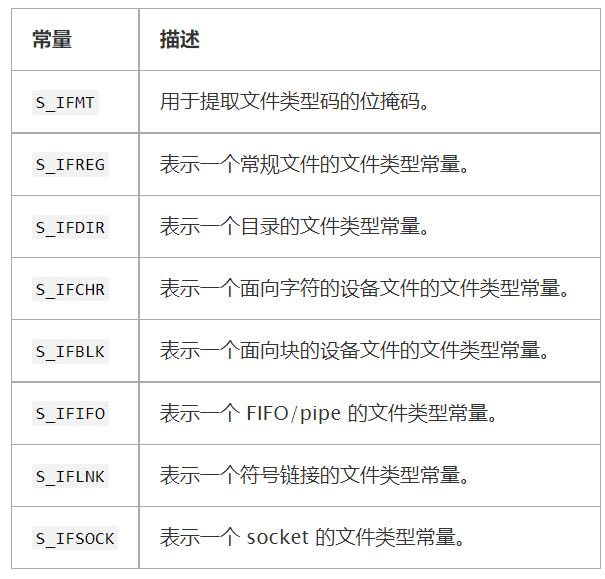 常量 描述
S_IFMT 用于提取文件类型码的位掩码。
S_IFREG 表示一个常规文件的文件类型常量。
S_IFDIR 表示一个目录的文件类型常量。
S_IFCHR 表示一个面向字符的设备文件的文件类型常量。
S_IFBLK 表示一个面向块的设备文件的文件类型常量。
S_IFIFO 表示一个 FIFO/pipe 的文件类型常量。
S_IFLNK 表示一个符号链接的文件类型常量。
S_IFSOCK 表示一个 socket 的文件类型常量。